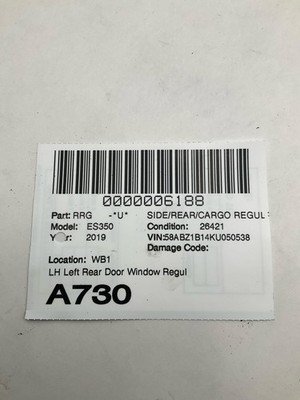 0000006188
Part: RRG -*U* SIDE/REAR/CARGO REGUL
Model: ES350 Condition: 26421
Year: 2019 VIN:58ABZ1B14KU050538
Damage Code:
Location: WB1
LH Left Rear Door Window Regul
A730